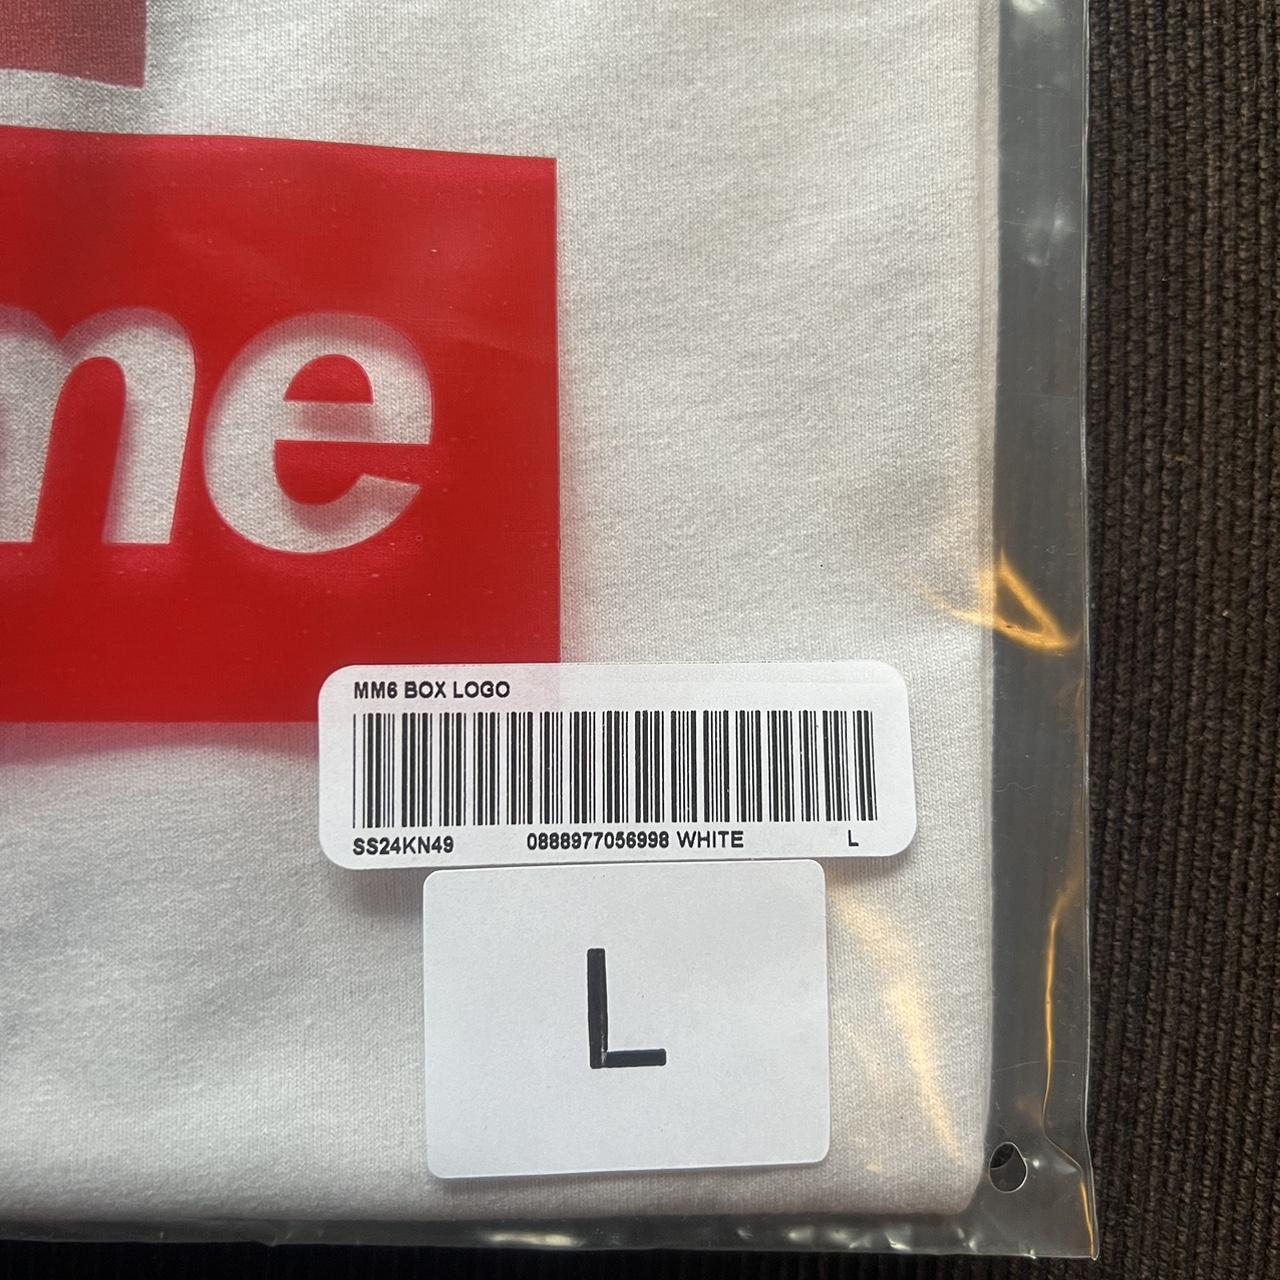 me
MM6 BOX LOGO
SS24KN49 0888977056998 WHITE L
L